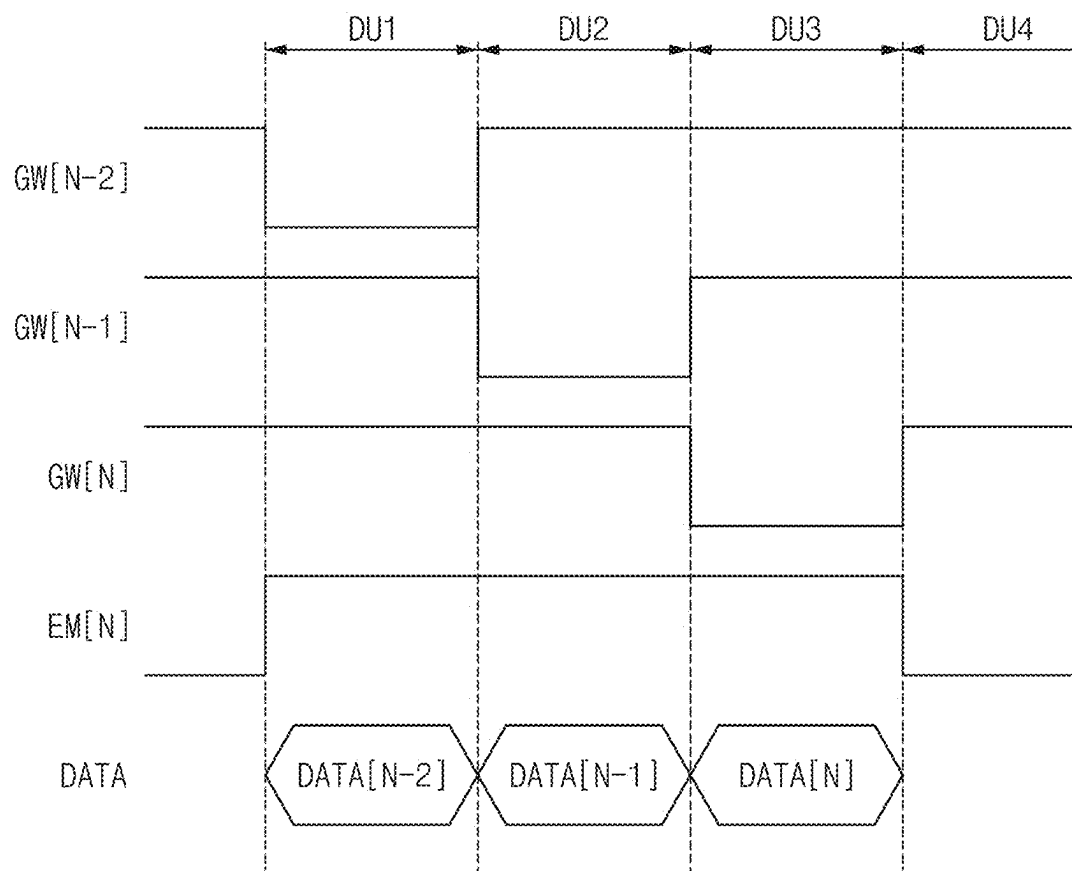 DU1 DU2 DU3 DU4
GW[N-2]
GW[N-1]
GW[N]
EM[N]
DATA DATA[N-2] DATA[N-1] DATA[N]